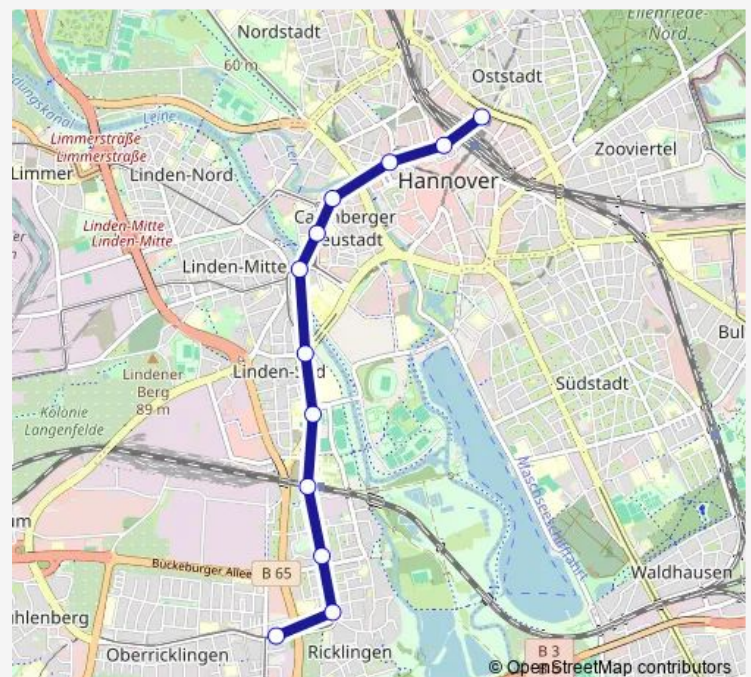 Nordstadt
Eilenriede-
Nord.
60 m
Oststadt
Leine
Limmerstraße
Limmerstraße
Limmer
Linden-Nord
Zooviertel
Hannover
Linden-Mitte
Linden-Mitte
Linden-Mitte
Lindener
Berg
89 m
Südstadt
Kolonie
Langenfelde
Maschseerundfahrt
Bückeburger Allee
B 65
Waldhausen
Oberricklingen
Ricklingen
B 3
© OpenStreetMap contributors